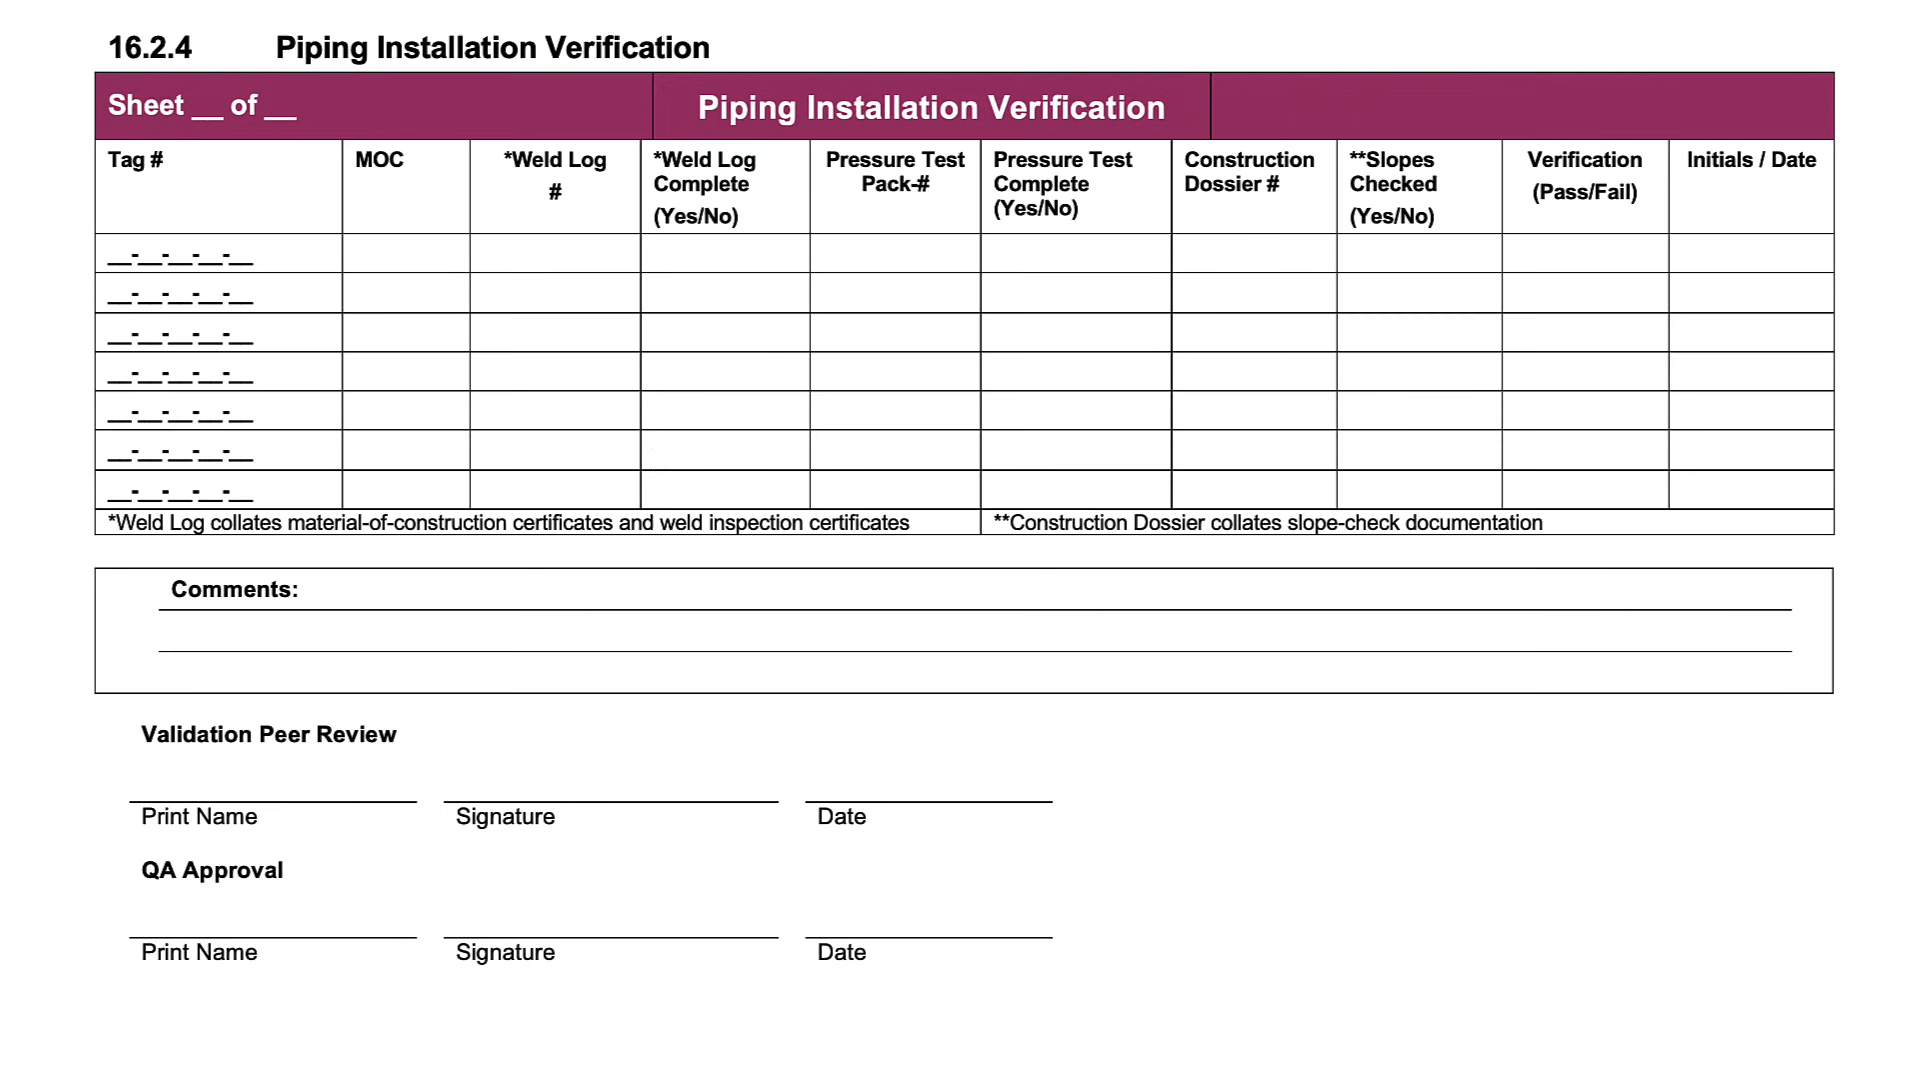 16.2.4 Piping Installation Verification
Sheet __ of __ Piping Installation Verification
Tag # MOC *Weld Log # *Weld Log Complete (Yes/No) Pressure Test Pack-# Pressure Test Complete (Yes/No) Construction Dossier # **Slopes Checked (Yes/No) Verification (Pass/Fail) Initials / Date
__-__-__-__-__
__-__-__-__-__
__-__-__-__-__
__-__-__-__-__
__-__-__-__-__
__-__-__-__-__
__-__-__-__-__
*Weld Log collates material-of-construction certificates and weld inspection certificates **Construction Dossier collates slope-check documentation
Comments:
Validation Peer Review
Print Name Signature Date
QA Approval
Print Name Signature Date